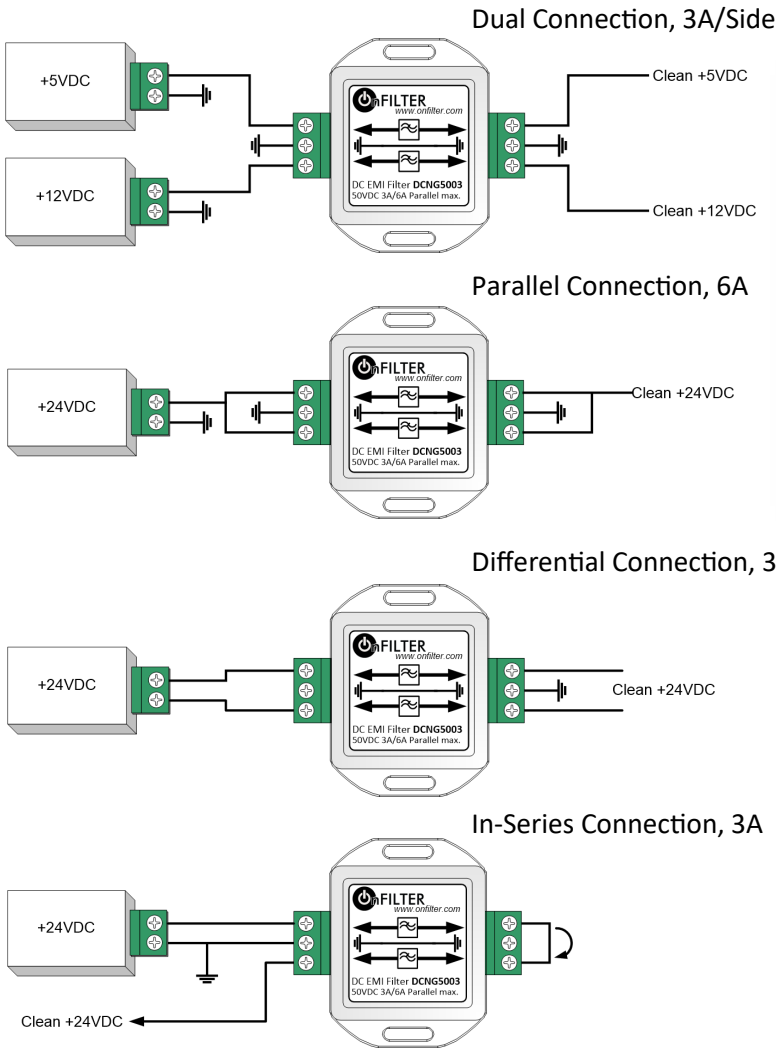 Dual Connection, 3A/Side
+5VDC
+12VDC
OnFILTER
www.onfilter.com
DC EMI Filter DCNG5003
50VDC 3A/6A Parallel max.
Clean +5VDC
Clean +12VDC
Parallel Connection, 6A
+24VDC
OnFILTER
www.onfilter.com
DC EMI Filter DCNG5003
50VDC 3A/6A Parallel max.
Clean +24VDC
Differential Connection, 3
+24VDC
OnFILTER
www.onfilter.com
DC EMI Filter DCNG5003
50VDC 3A/6A Parallel max.
Clean +24VDC
In-Series Connection, 3A
+24VDC
OnFILTER
www.onfilter.com
DC EMI Filter DCNG5003
50VDC 3A/6A Parallel max.
Clean +24VDC